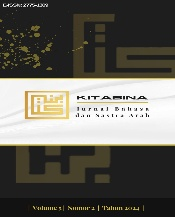 KITABINA
Jurnal Bahasa
dan Sastra Arab
Volume 5| Nomor 2 | Tahun 2024 |